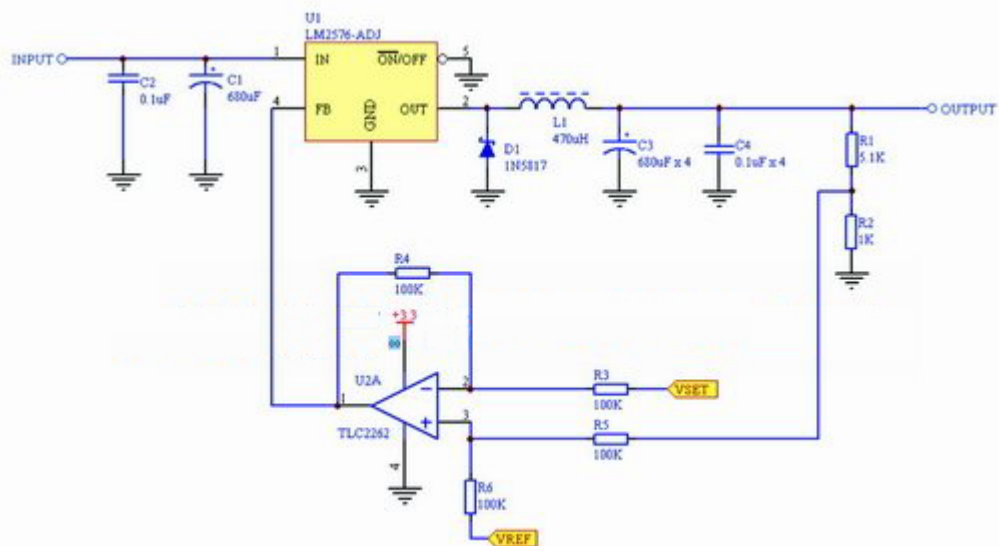 U1
LM2576-ADJ
INPUT
1
IN
ON/OFF
5
C2
0.1uF
C1
680uF
4
FB
GND
OUT
2
3
L1
470uH
D1
1N5817
C3
680uF x 4
C4
0.1uF x 4
OUTPUT
R1
5.1K
R2
1K
R4
100K
+3.3
U2A
TLC2262
1
2
3
4
R3
100K
VSET
R5
100K
R6
100K
VREF